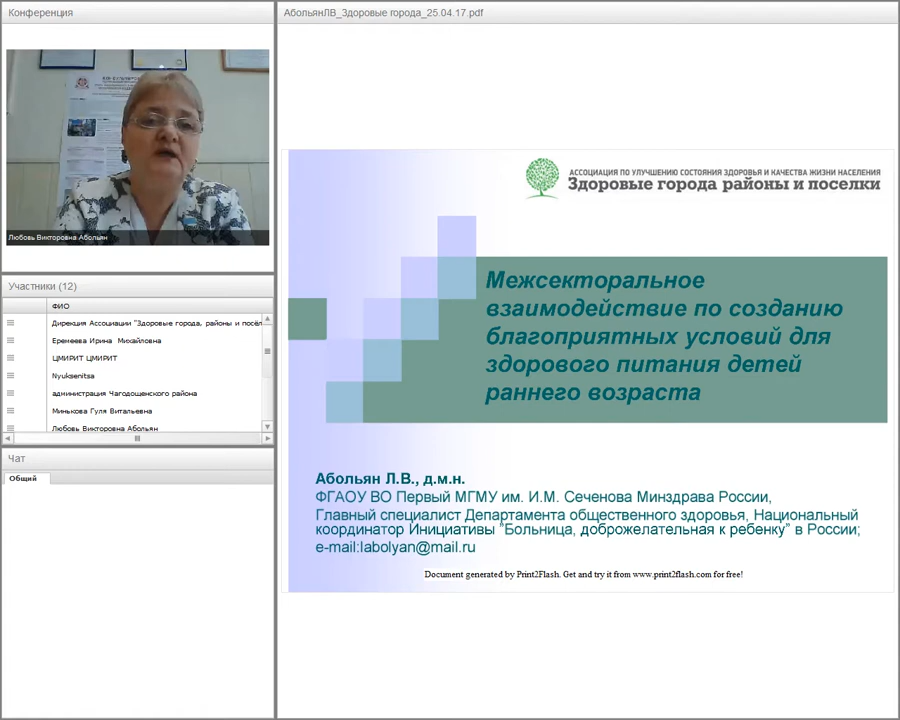 Конференция
Любовь Викторовна Абольян
Участники (12)
ФИО
Дирекция Ассоциации "Здоровые города, районы и посёл
Еремеева Ирина Михайловна
ЦМИРИТ ЦМИРИТ
Nyuksenitsa
администрация Чагодощенского района
Минькова Гуля Витальевна
Любовь Викторовна Абольян
Чат
Общий
АбольянЛВ_Здоровые города_25.04.17.pdf
АССОЦИАЦИЯ ПО УЛУЧШЕНИЮ СОСТОЯНИЯ ЗДОРОВЬЯ И КАЧЕСТВА ЖИЗНИ НАСЕЛЕНИЯ
Здоровые города районы и поселки
Межсекторальное
взаимодействие по созданию
благоприятных условий для
здорового питания детей
раннего возраста
Абольян Л.В., д.м.н.
ФГАОУ ВО Первый МГМУ им. И.М. Сеченова Минздрава России,
Главный специалист Департамента общественного здоровья, Национальный
координатор Инициативы "Больница, доброжелательная к ребенку" в России;
e-mail:labolyan@mail.ru
Document generated by Print2Flash. Get and try it from www.print2flash.com for free!